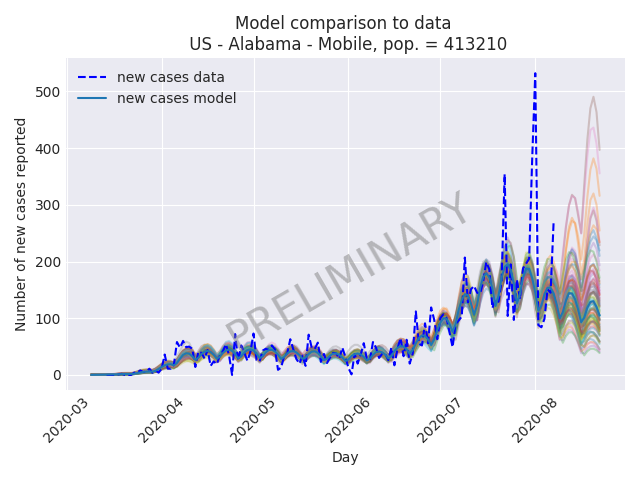 Model comparison to data
US - Alabama - Mobile, pop. = 413210
new cases data
new cases model
PRELIMINARY
Number of new cases reported
500
400
300
200
100
0
2020-03
2020-04
2020-05
2020-06
2020-07
2020-08
Day